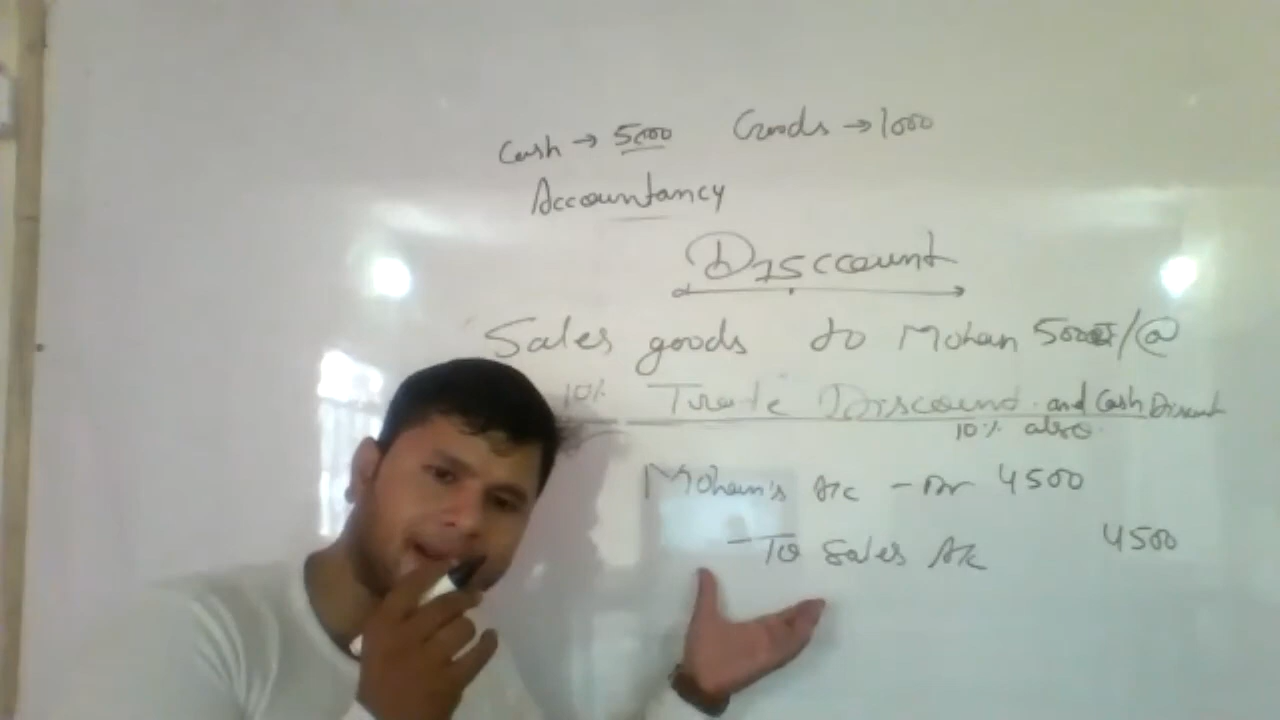 Cash → 5000 Goods → 1000
Accountancy
Disccount
Sales goods to Mohan 5000/@
10% Trade Discount and Cash Discount
10% also
Mohan's A/c - Dr 4500
To Sales A/c 4500